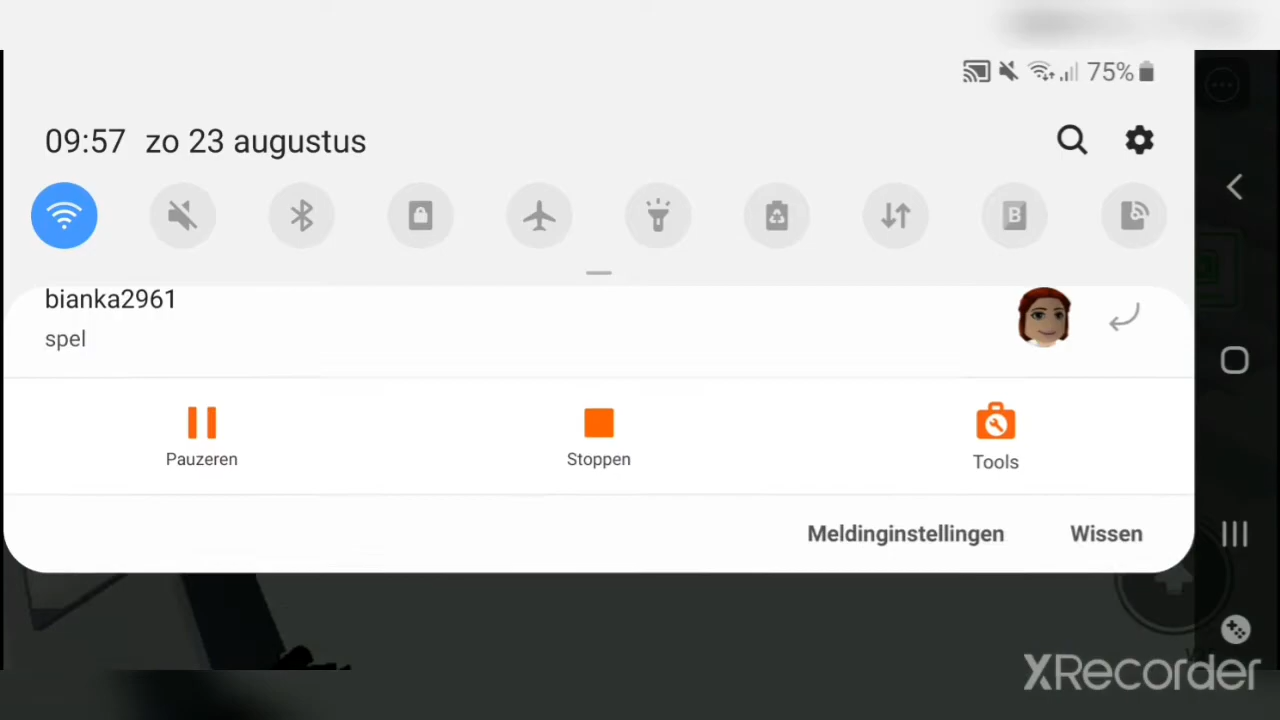 75%
09:57 zo 23 augustus
B
bianka2961
spel
Pauzeren
Stoppen
Tools
Meldinginstellingen
Wissen
XRecorder